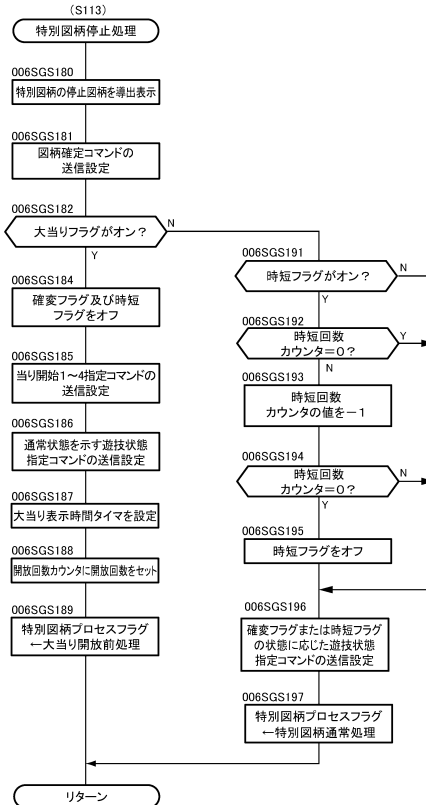 (S113)
特別図柄停止処理
006SGS180
特別図柄の停止図柄を導出表示
006SGS181
図柄確定コマンドの
送信設定
006SGS182
大当りフラグがオン？
N
Y
006SGS184
確変フラグ及び時短
フラグをオフ
006SGS185
当り開始1～4指定コマンドの
送信設定
006SGS186
通常状態を示す遊技状態
指定コマンドの送信設定
006SGS187
大当り表示時間タイマを設定
006SGS188
開放回数カウンタに開放回数をセット
006SGS189
特別図柄プロセスフラグ
←大当り開放前処理
006SGS191
時短フラグがオン？
N
Y
006SGS192
時短回数
カウンタ＝0？
Y
N
006SGS193
時短回数
カウンタの値を－1
006SGS194
時短回数
カウンタ＝0？
N
Y
006SGS195
時短フラグをオフ
006SGS196
確変フラグまたは時短フラグ
の状態に応じた遊技状態
指定コマンドの送信設定
006SGS197
特別図柄プロセスフラグ
←特別図柄通常処理
リターン